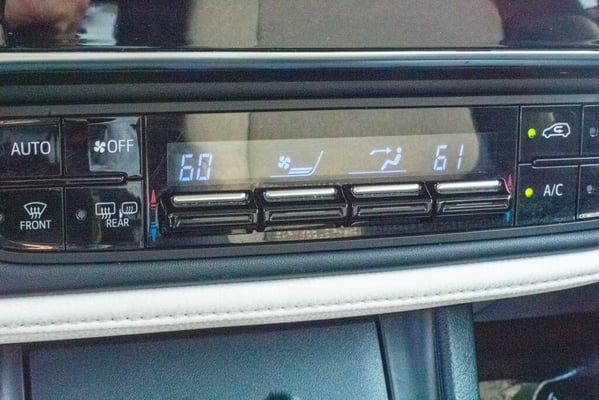 AUTO
OFF
60
61
A/C
FRONT
REAR